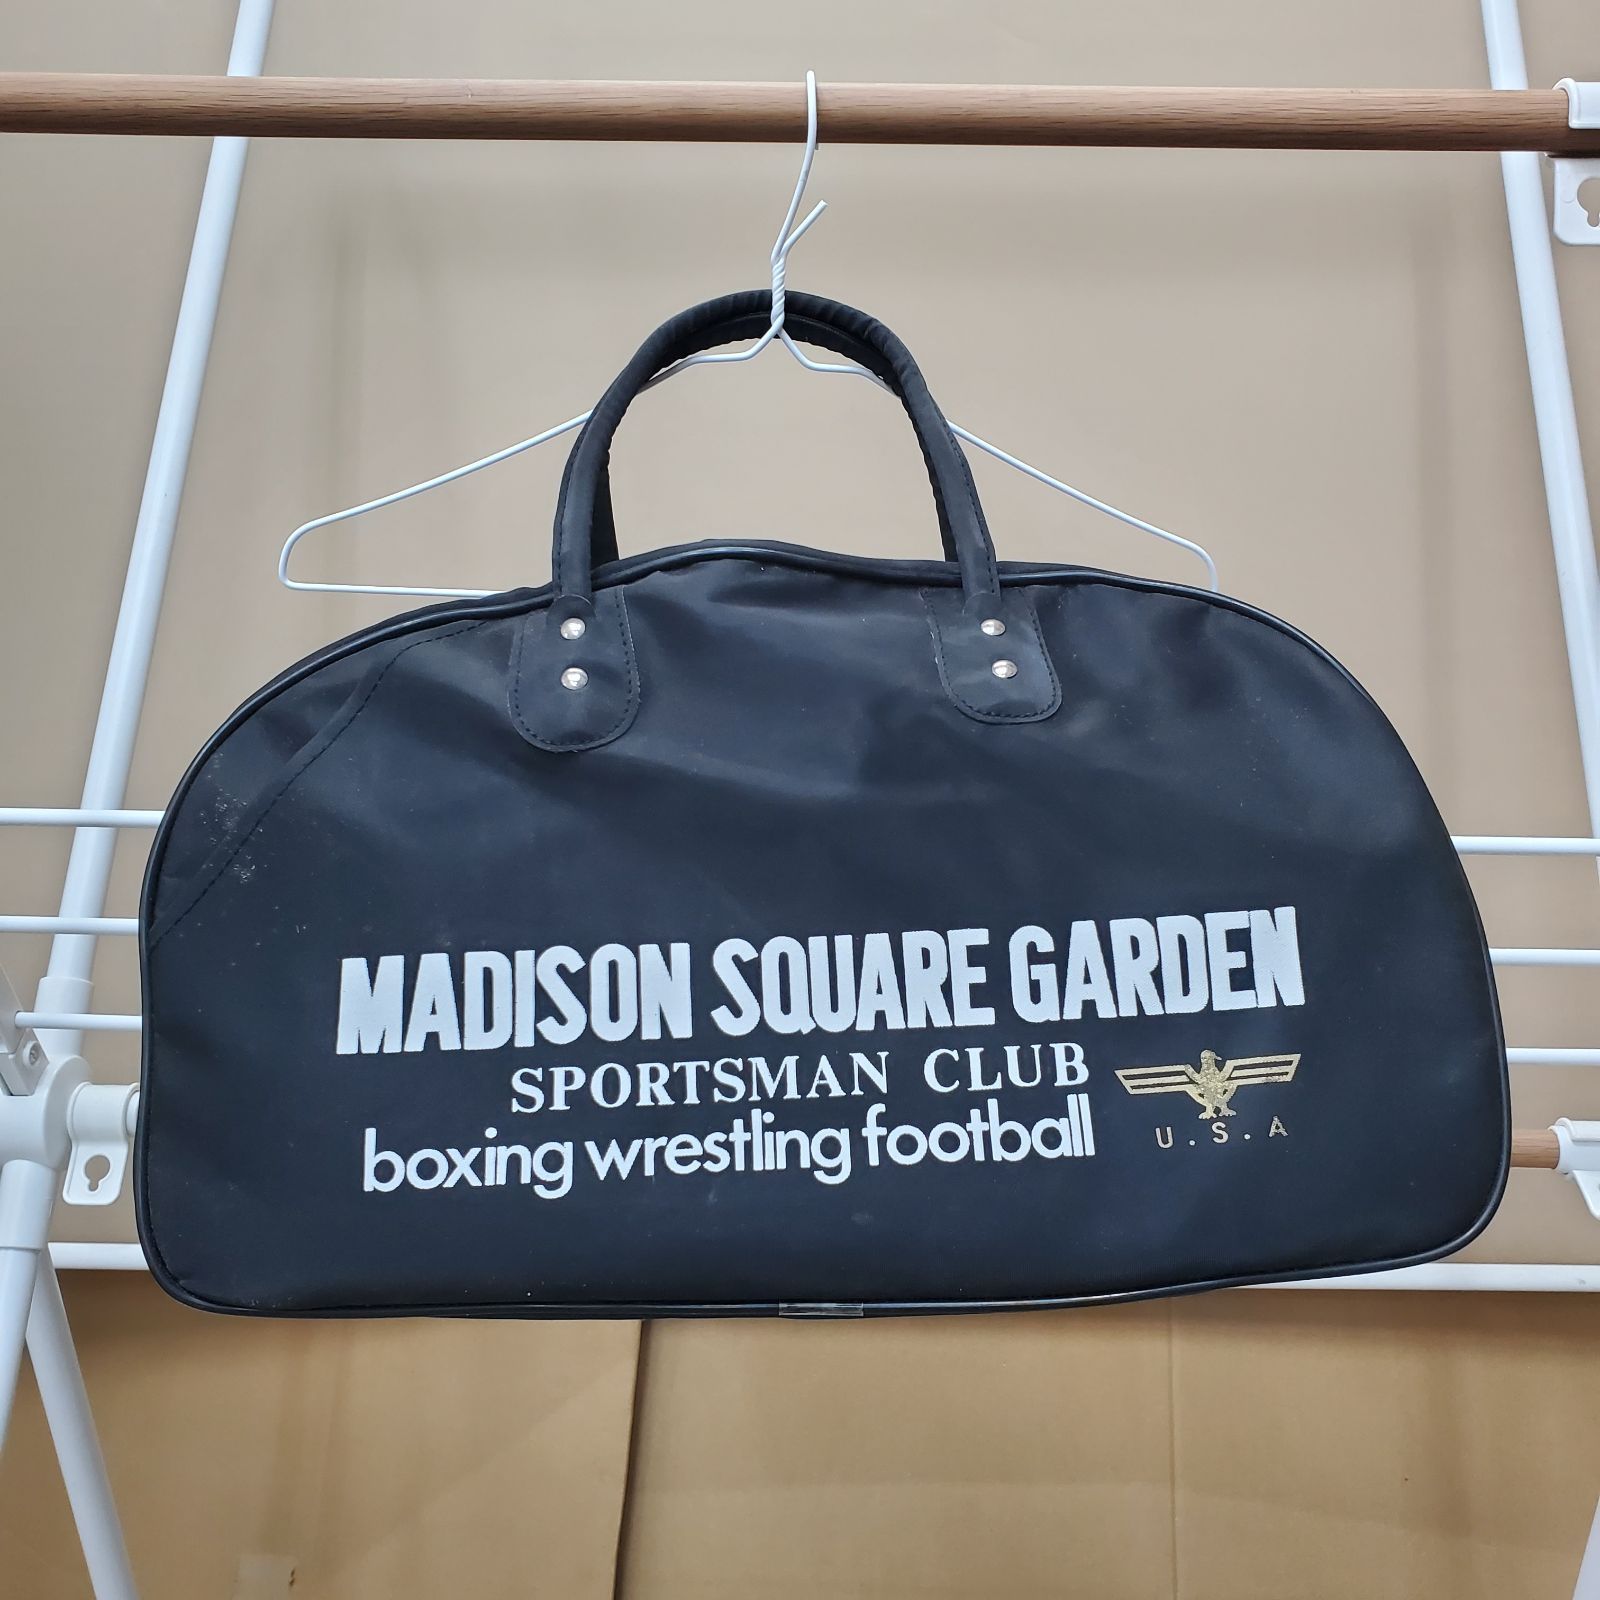 MADISON SQUARE GARDEN
SPORTSMAN CLUB
boxing wrestling football
U.S.A